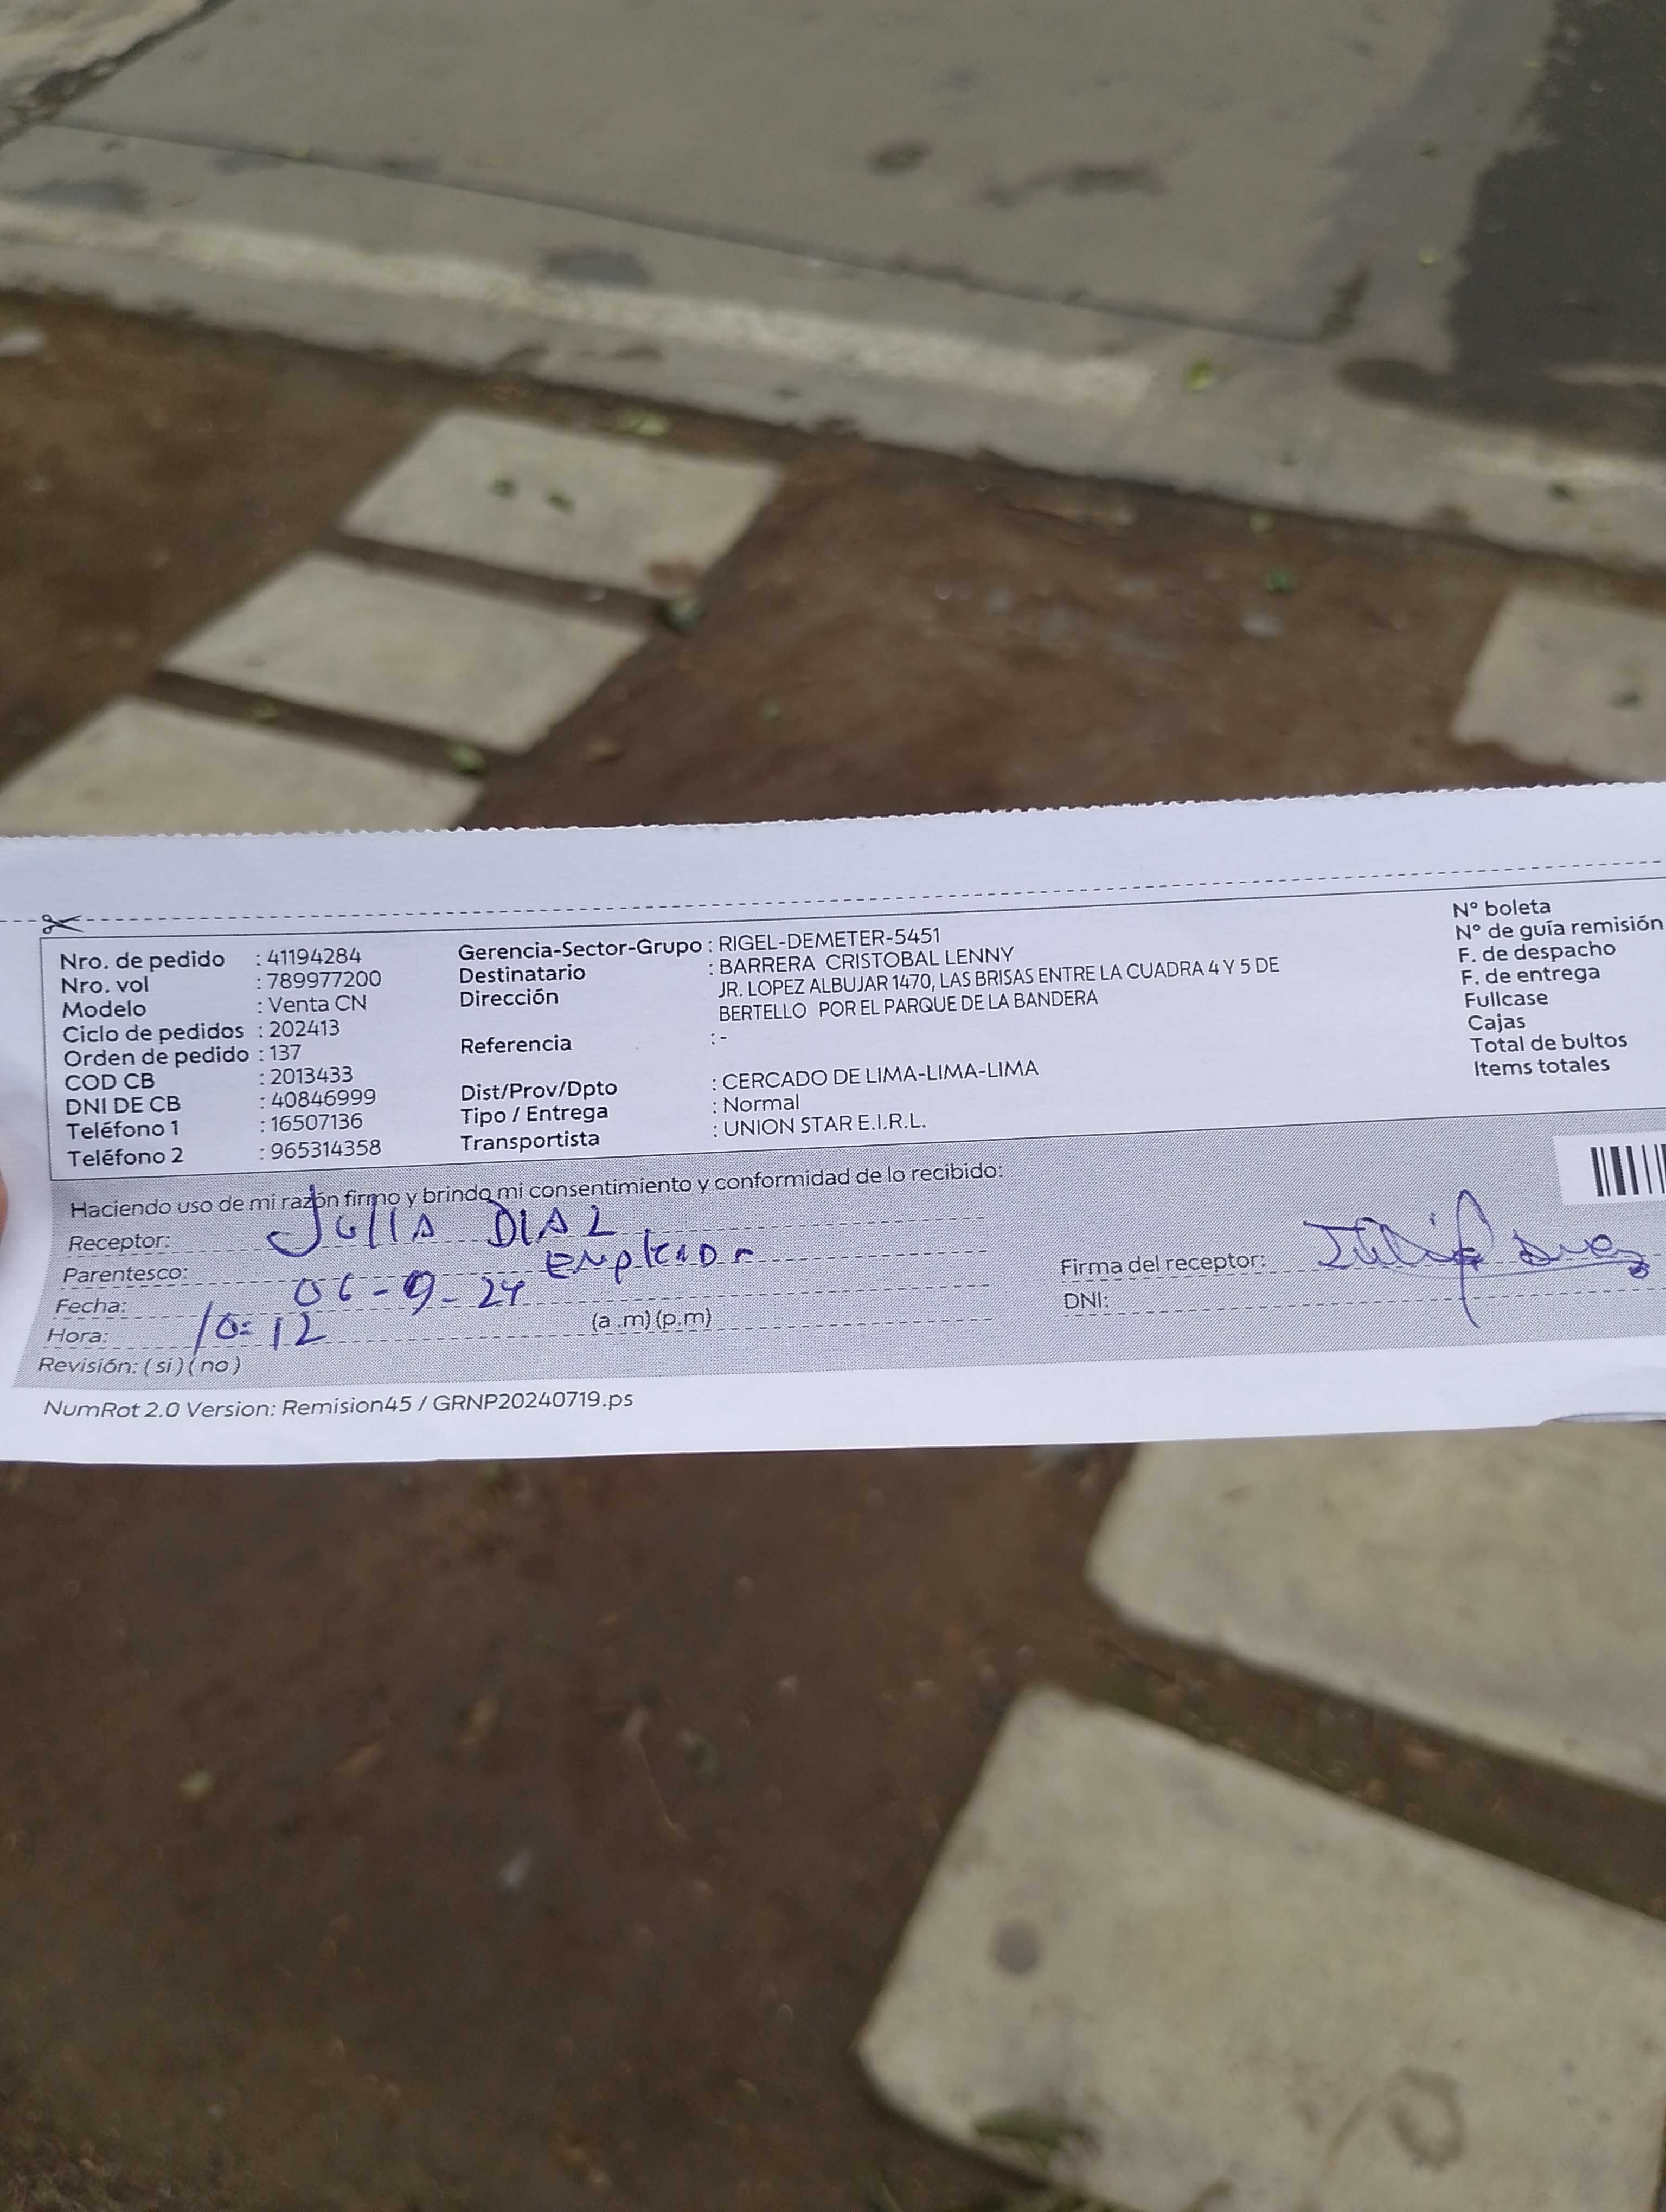 Nro. de pedido : 41194284
Nro. vol : 789977200
Modelo : Venta CN
Ciclo de pedidos : 202413
Orden de pedido : 137
COD CB : 2013433
DNI DE CB : 40846999
Teléfono 1 : 16507136
Teléfono 2 : 965314358
Gerencia-Sector-Grupo : RIGEL-DEMETER-5451
Destinatario : BARRERA CRISTOBAL LENNY
Dirección JR. LOPEZ ALBUJAR 1470, LAS BRISAS ENTRE LA CUADRA 4 Y 5 DE
BERTELLO POR EL PARQUE DE LA BANDERA
Referencia : -
Dist/Prov/Dpto : CERCADO DE LIMA-LIMA-LIMA
Tipo / Entrega : Normal
Transportista : UNION STAR E.I.R.L.
N° boleta
N° de guía remisión
F. de despacho
F. de entrega
Fullcase
Cajas
Total de bultos
Items totales
Haciendo uso de mi razón firmo y brindo mi consentimiento y conformidad de lo recibido:
Receptor: JULIA DIAZ
Parentesco:
Fecha: 06-9-24
Hora: 10:12 (a .m) (p.m)
Revisión: ( si ) ( no )
Firma del receptor:
DNI:
NumRot 2.0 Version: Remision45 / GRNP20240719.ps